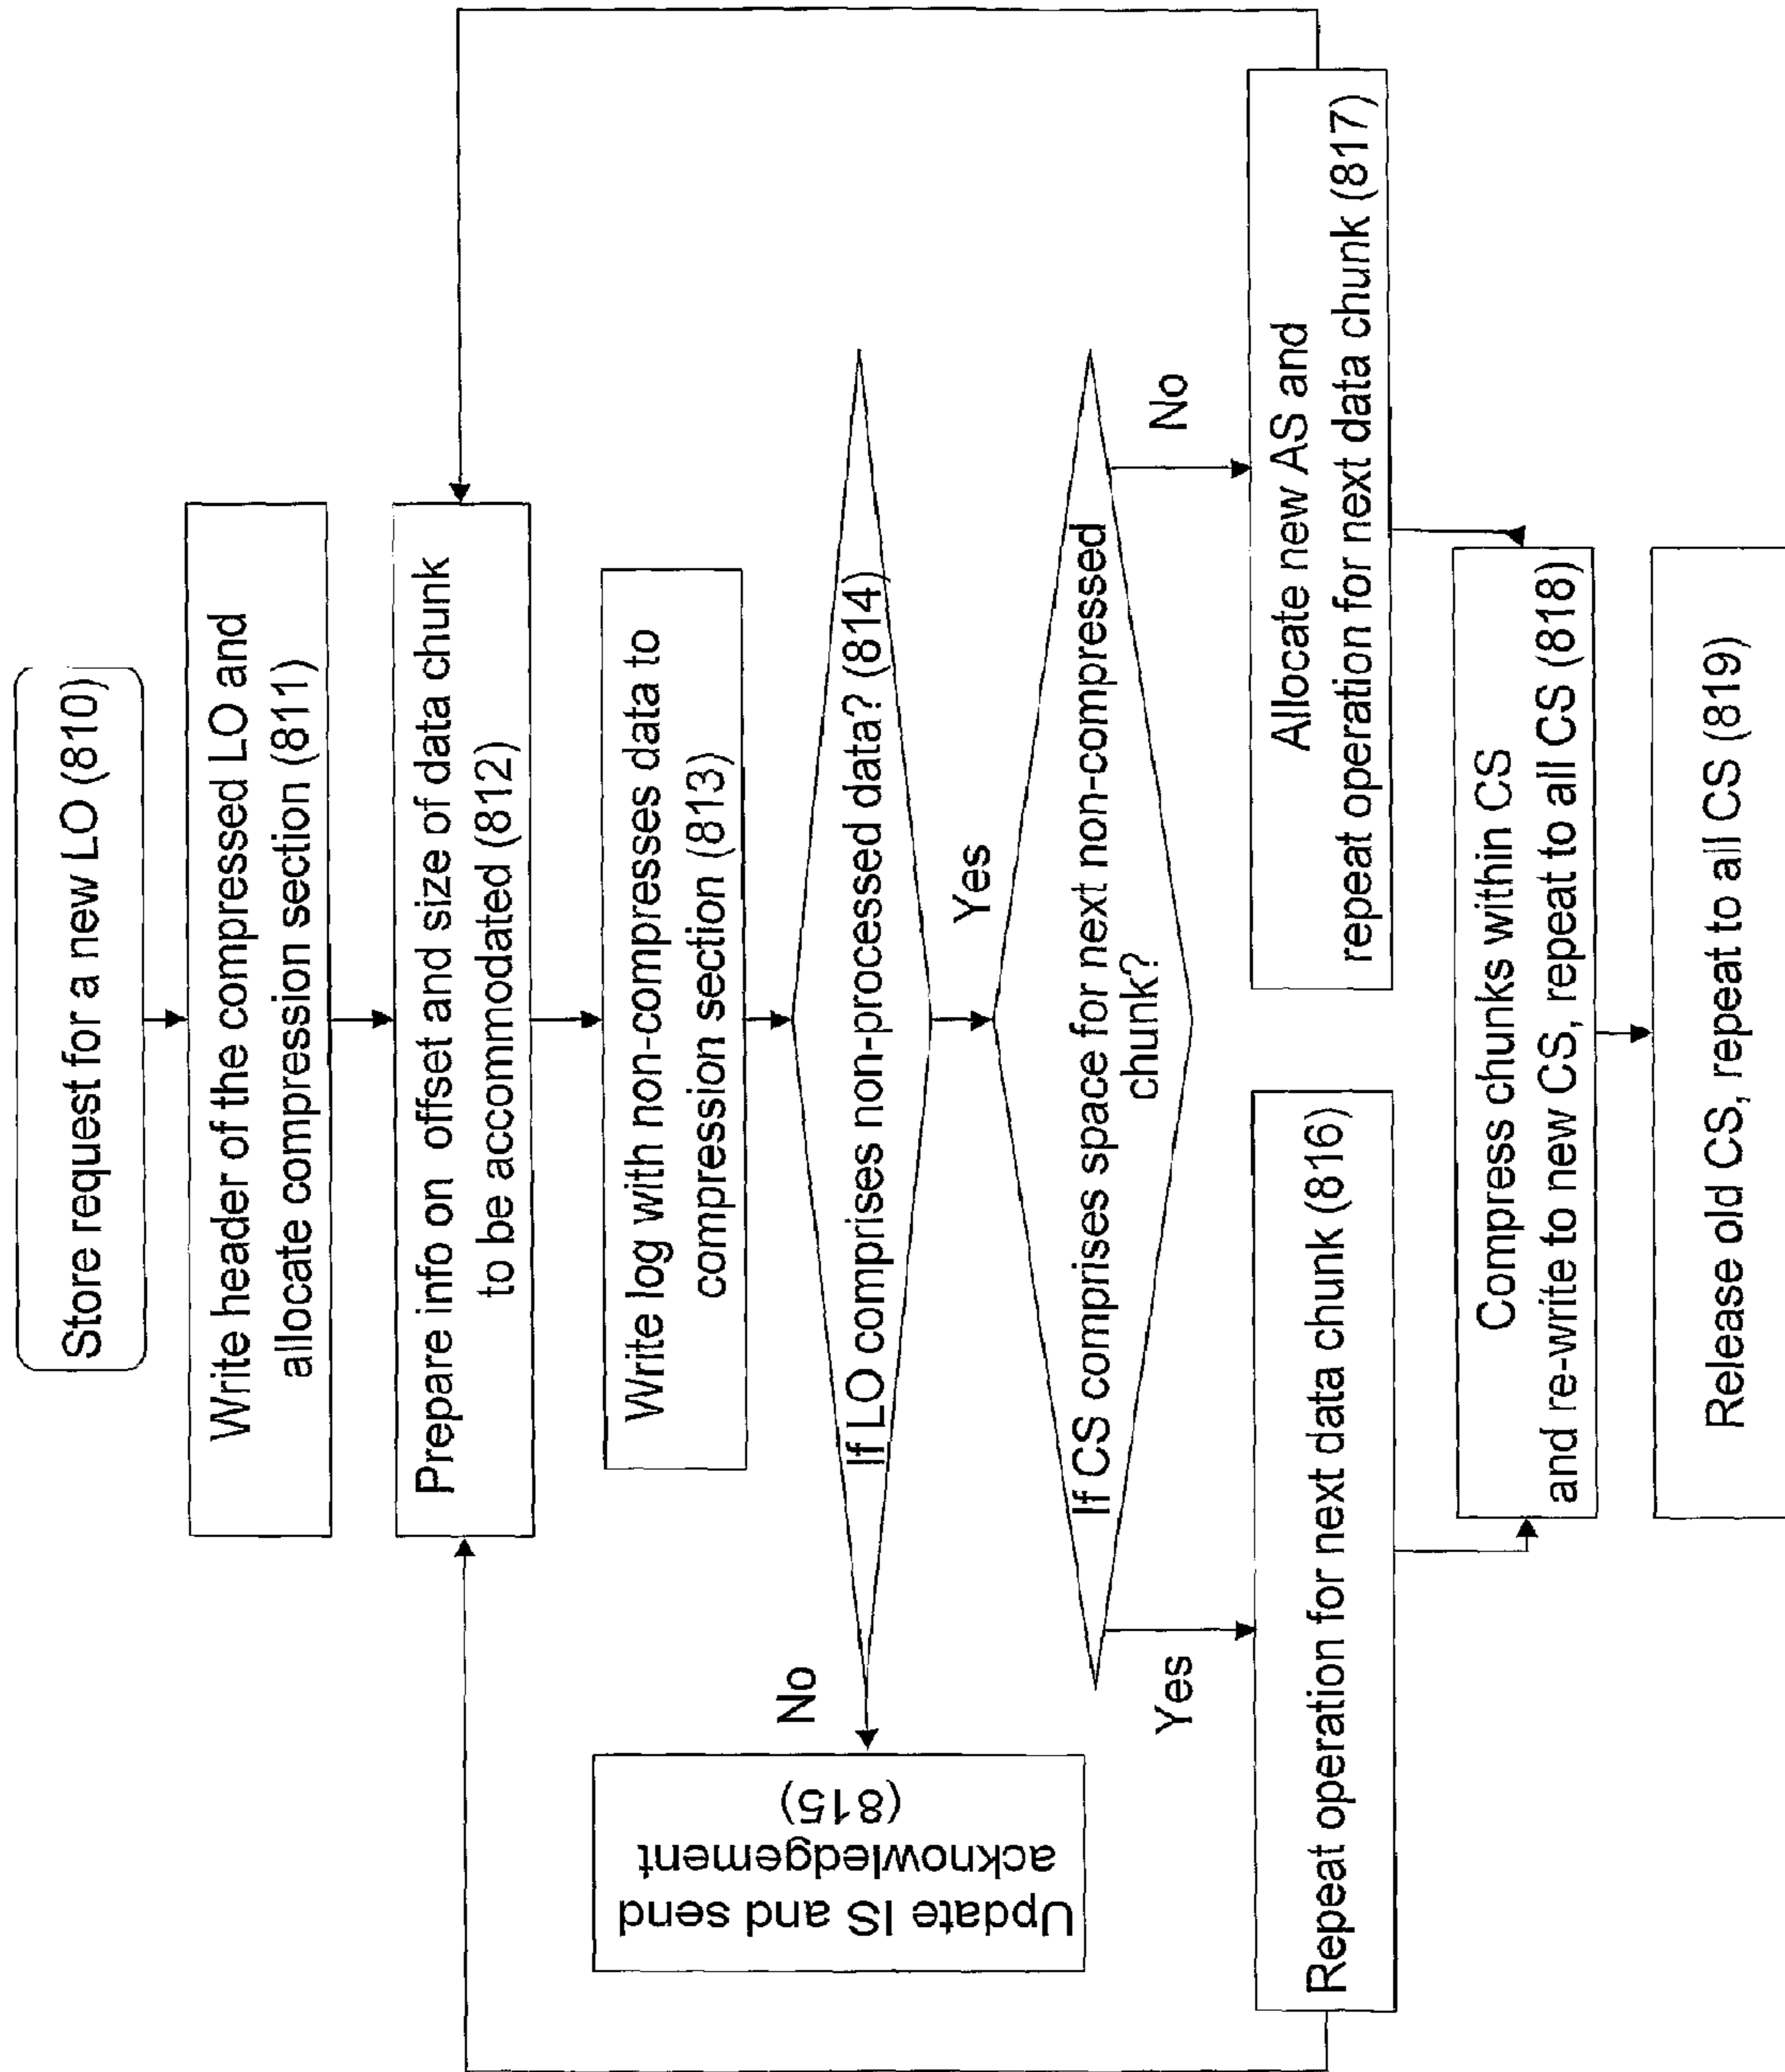 Store request for a new LO (810)
Write header of the compressed LO and
allocate compression section (811)
Prepare info on offset and size of data chunk
to be accommodated (812)
Write log with non-compresses data to
compression section (813)
If LO comprises non-processed data? (814)
No
Yes
Update IS and send
acknowledgement
(815)
If CS comprises space for next non-compressed
chunk?
Yes
No
Repeat operation for next data chunk (816)
Allocate new AS and
repeat operation for next data chunk (817)
Compress chunks within CS
and re-write to new CS, repeat to all CS (818)
Release old CS, repeat to all CS (819)